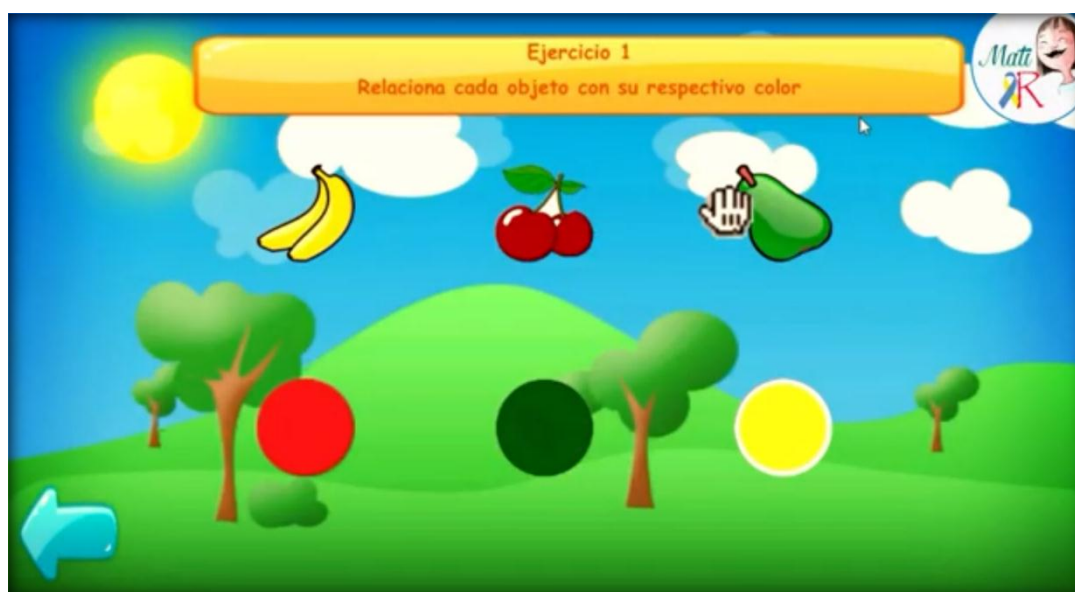 Ejercicio 1
Relaciona cada objeto con su respectivo color
Mati
R